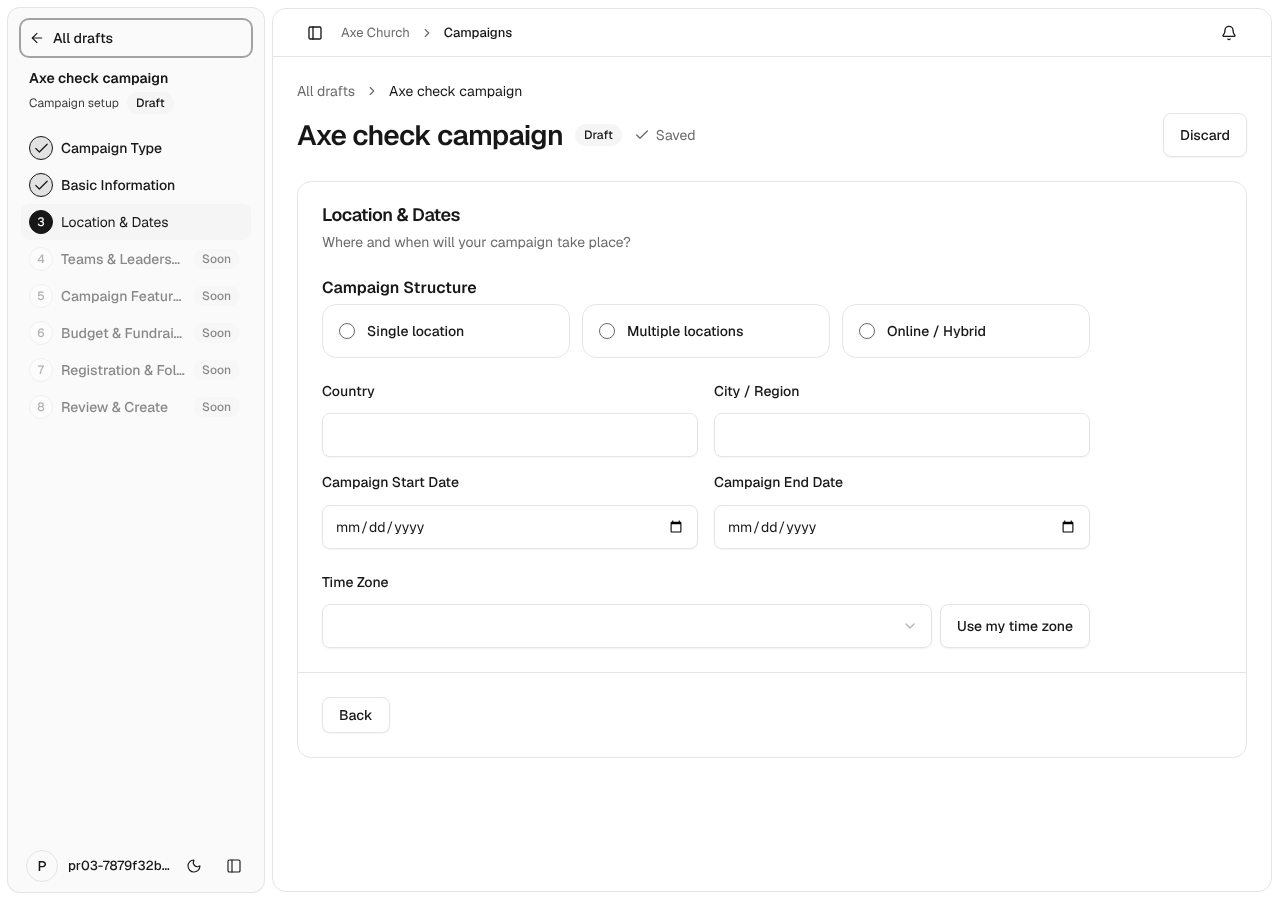 All drafts
Axe check campaign
Campaign setup Draft
Campaign Type
Basic Information
3 Location & Dates
4 Teams & Leaders... Soon
5 Campaign Featur... Soon
6 Budget & Fundrai... Soon
7 Registration & Fol... Soon
8 Review & Create Soon
P pr03-7879f32b...
Axe Church Campaigns
All drafts Axe check campaign
Axe check campaign Draft Saved Discard
Location & Dates
Where and when will your campaign take place?
Campaign Structure
Single location Multiple locations Online / Hybrid
Country City / Region
Campaign Start Date Campaign End Date
mm/dd/yyyy mm/dd/yyyy
Time Zone
Use my time zone
Back